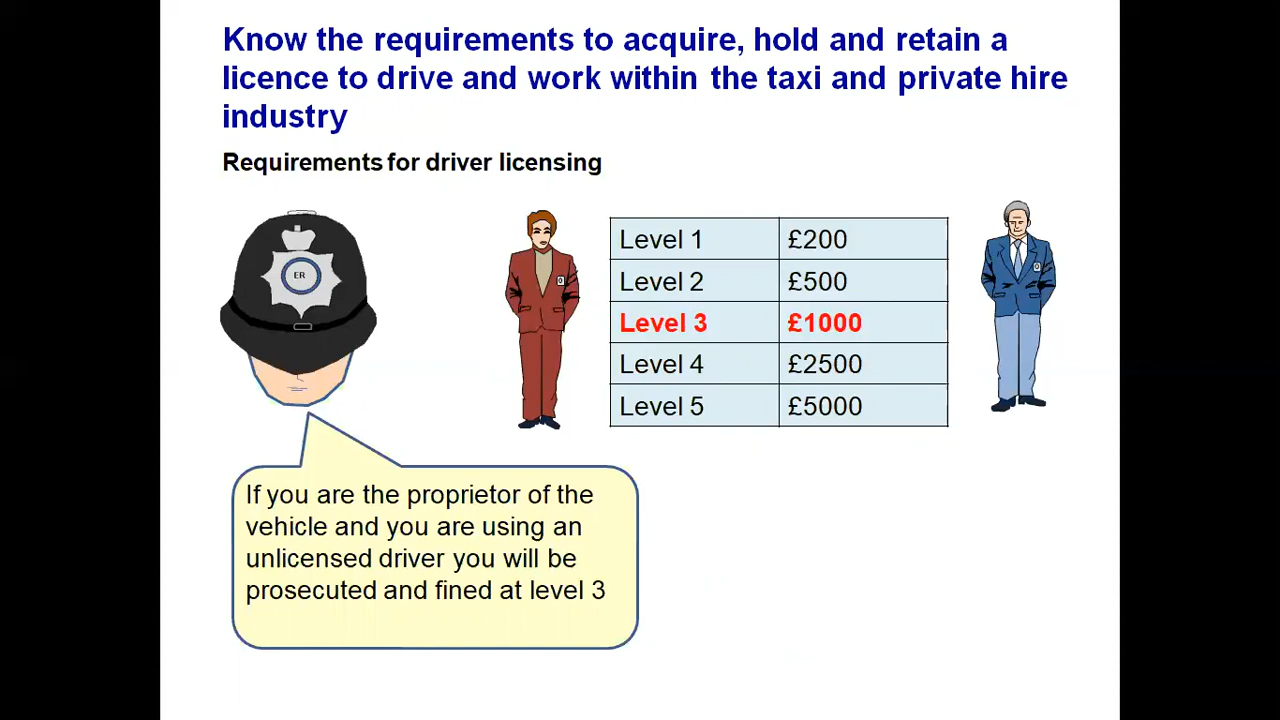 Know the requirements to acquire, hold and retain a
licence to drive and work within the taxi and private hire
industry
Requirements for driver licensing
ER
Level 1 £200
Level 2 £500
Level 3 £1000
Level 4 £2500
Level 5 £5000
If you are the proprietor of the
vehicle and you are using an
unlicensed driver you will be
prosecuted and fined at level 3